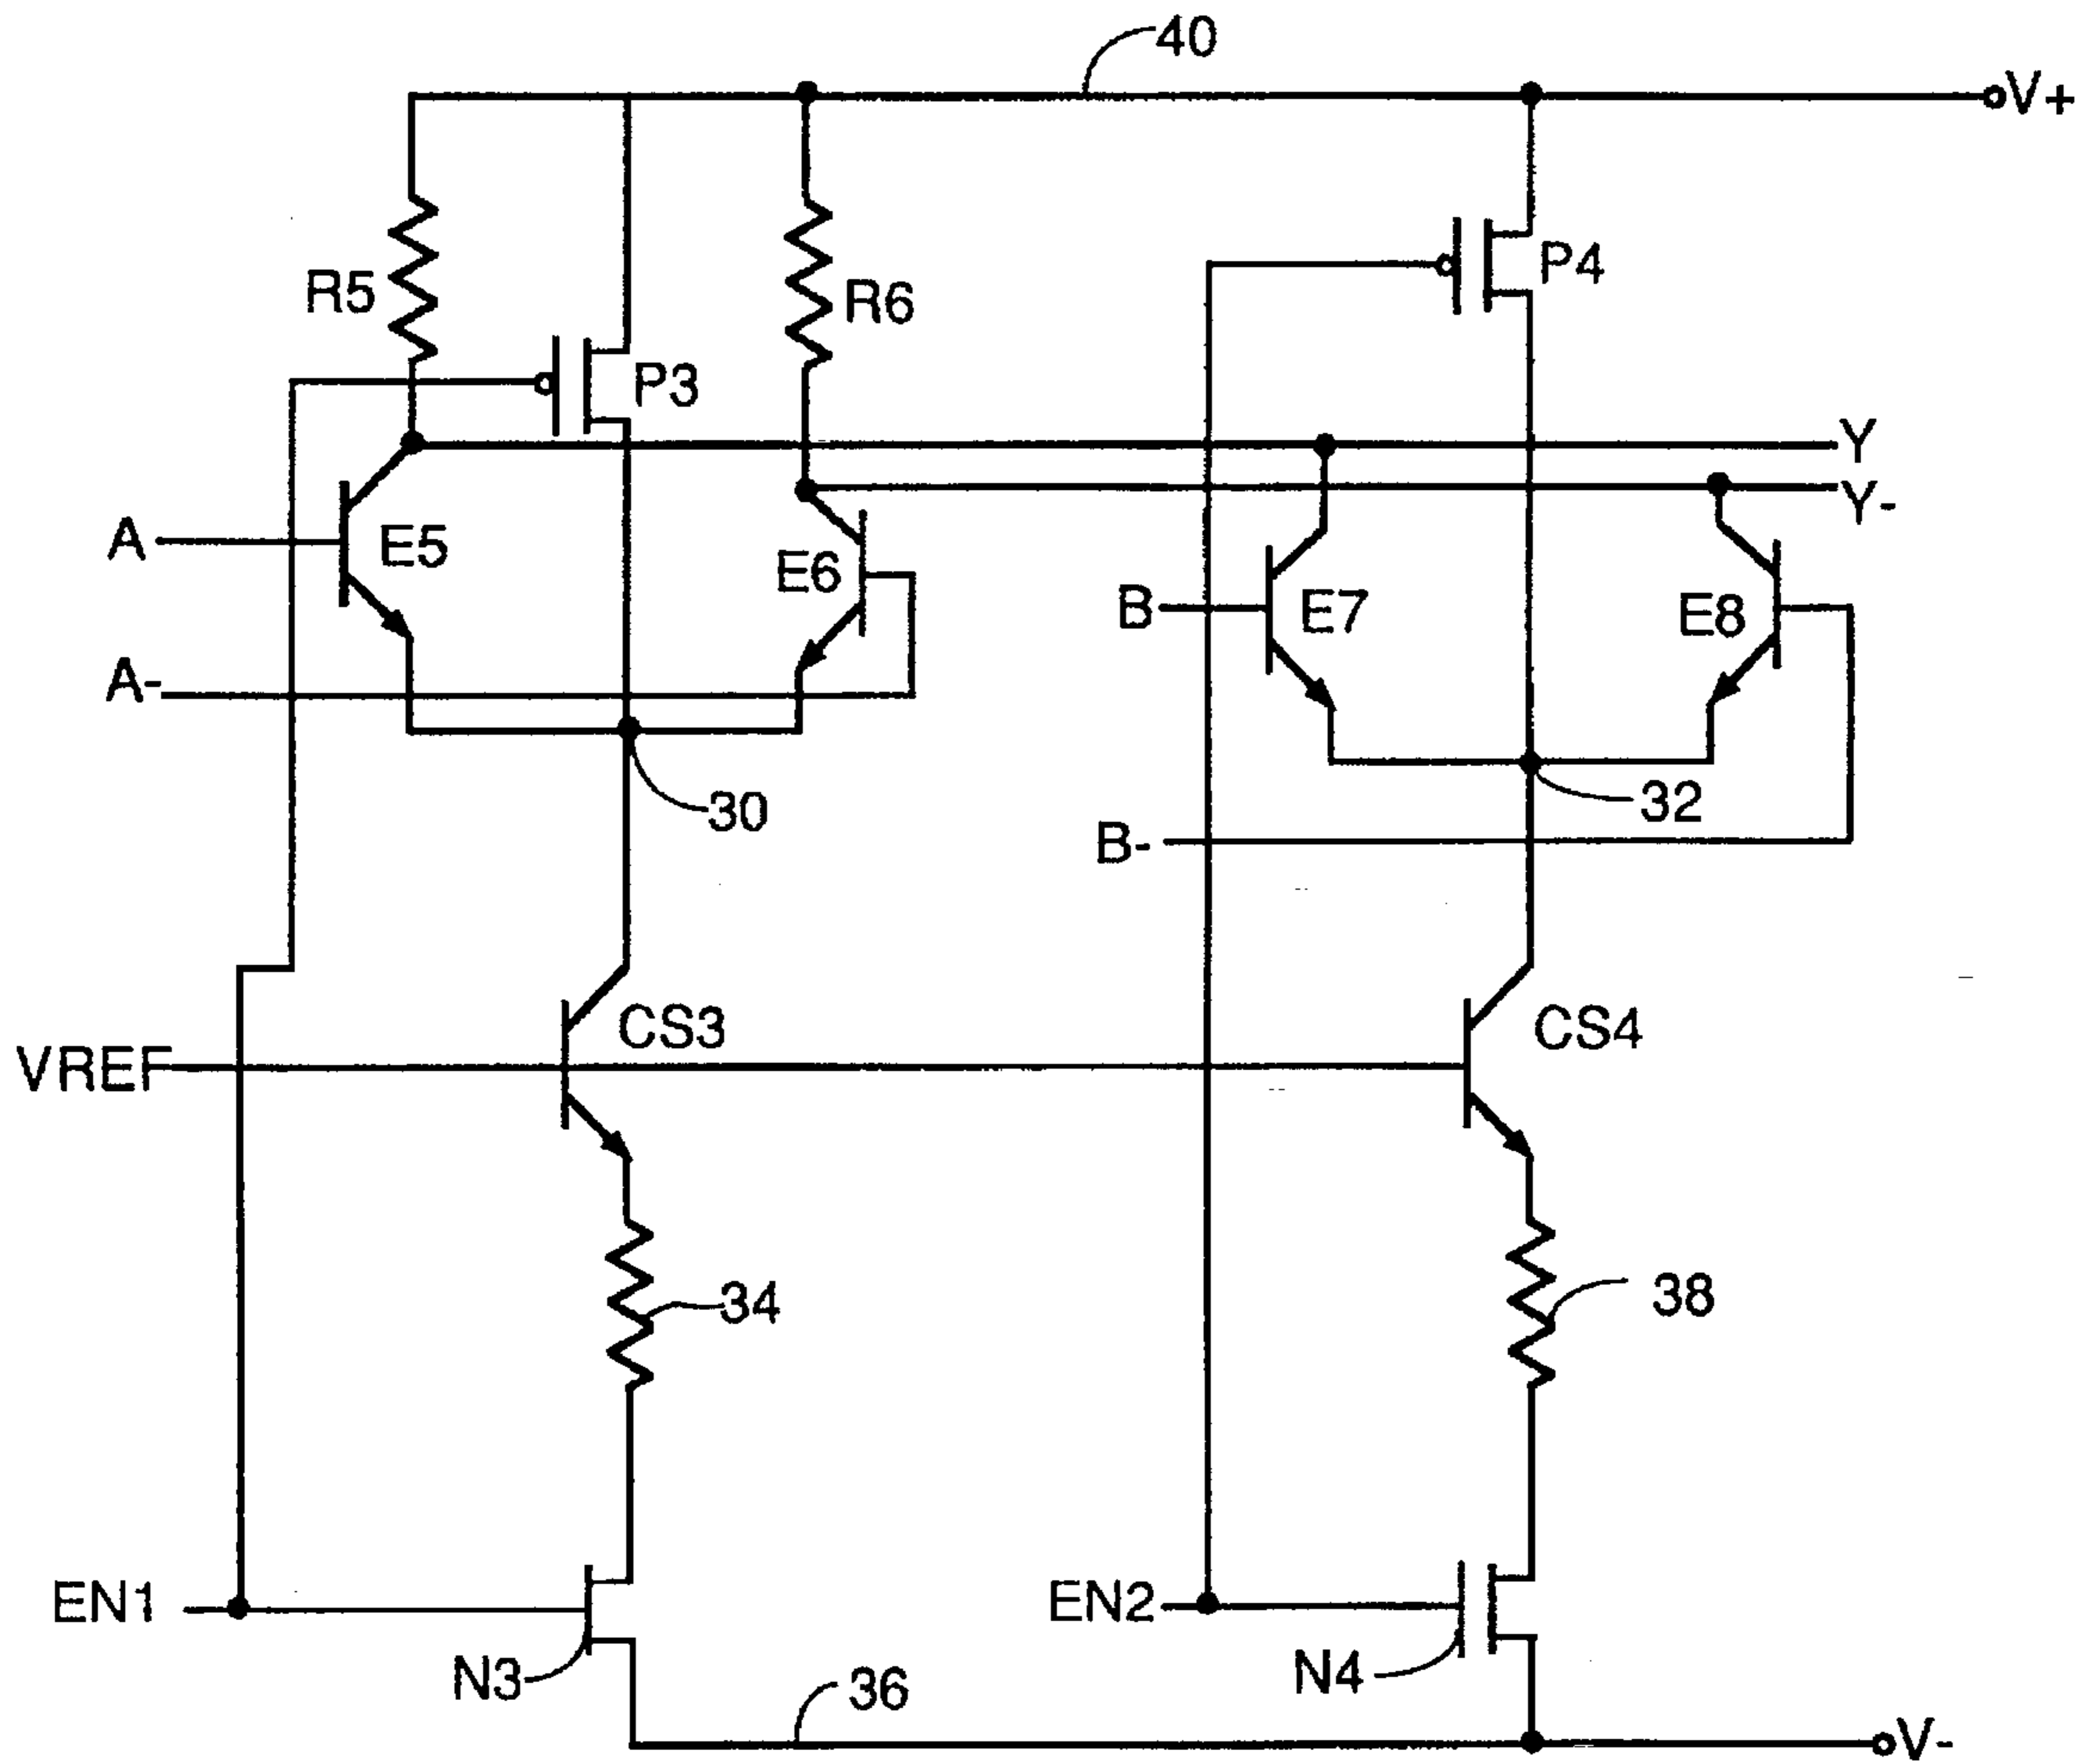 40
V+
P4
R5
R6
P3
Y
Y-
A
E5
E6
B
E7
E8
A-
30
32
B-
CS3
CS4
VREF
34
38
EN1
EN2
N3
N4
36
V-